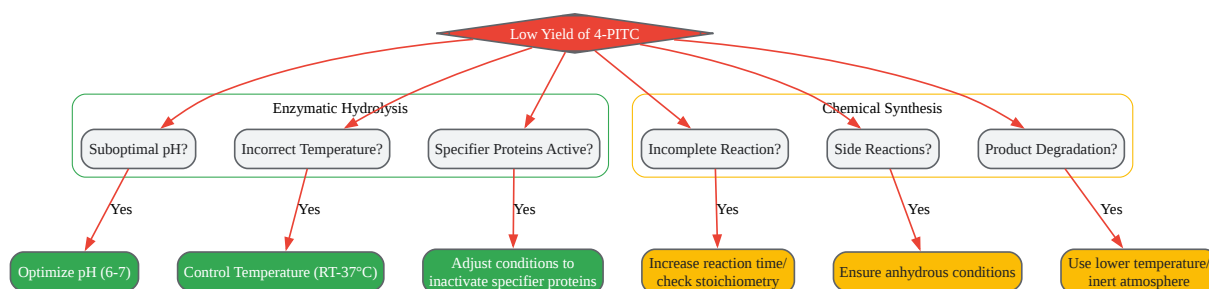 Low Yield of 4-PITC
Enzymatic Hydrolysis
Chemical Synthesis
Suboptimal pH?
Incorrect Temperature?
Specifier Proteins Active?
Incomplete Reaction?
Side Reactions?
Product Degradation?
Yes
Yes
Yes
Yes
Yes
Yes
Optimize pH (6-7)
Control Temperature (RT-37°C)
Adjust conditions to
inactivate specifier proteins
Increase reaction time/
check stoichiometry
Ensure anhydrous conditions
Use lower temperature/
inert atmosphere